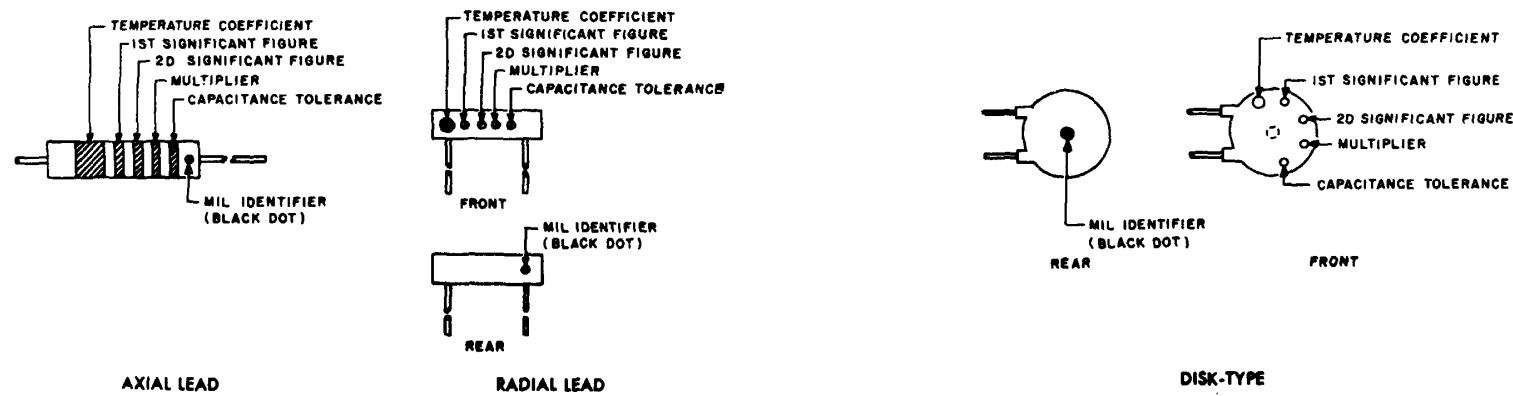 TEMPERATURE COEFFICIENT
1ST SIGNIFICANT FIGURE
2D SIGNIFICANT FIGURE
MULTIPLIER
CAPACITANCE TOLERANCE
MIL IDENTIFIER
(BLACK DOT)
AXIAL LEAD
TEMPERATURE COEFFICIENT
1ST SIGNIFICANT FIGURE
2D SIGNIFICANT FIGURE
MULTIPLIER
CAPACITANCE TOLERANCE
FRONT
MIL IDENTIFIER
(BLACK DOT)
REAR
RADIAL LEAD
MIL IDENTIFIER
(BLACK DOT)
REAR
TEMPERATURE COEFFICIENT
1ST SIGNIFICANT FIGURE
2D SIGNIFICANT FIGURE
MULTIPLIER
CAPACITANCE TOLERANCE
FRONT
DISK-TYPE